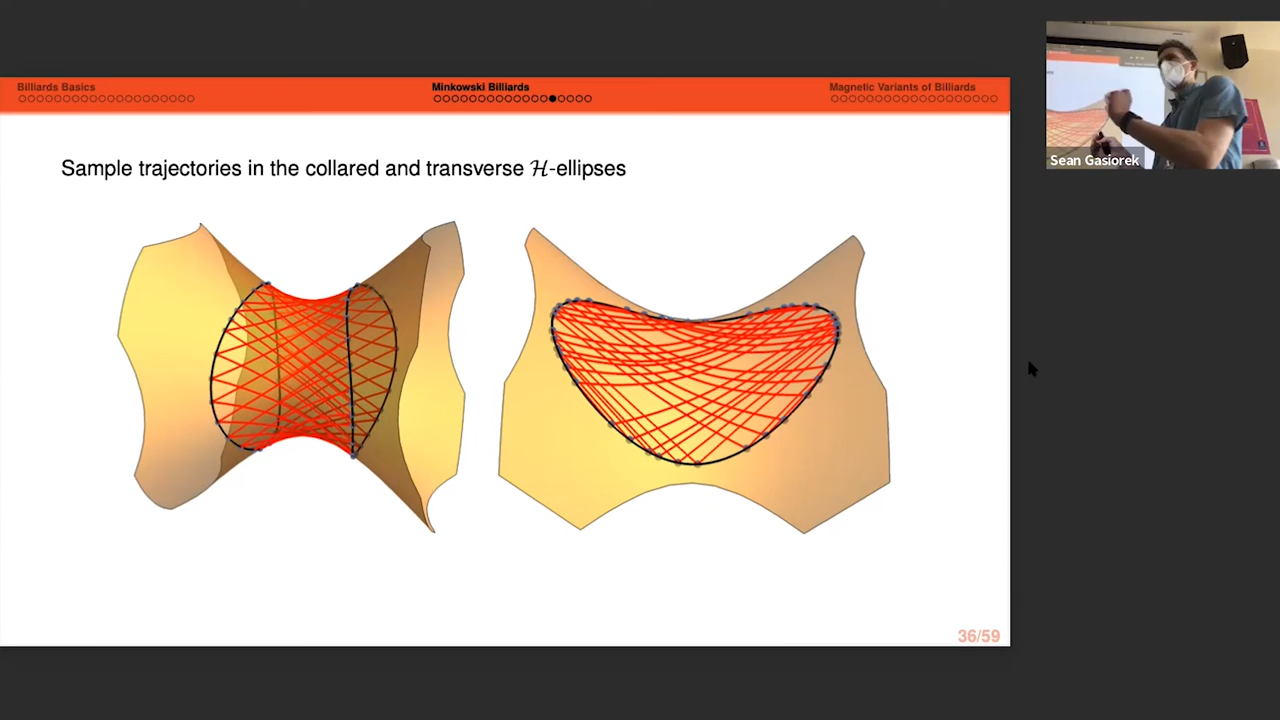 Billiards Basics
Minkowski Billiards
Magnetic Variants of Billiards
Sample trajectories in the collared and transverse ℋ-ellipses
36/59
Sean Gasiorek